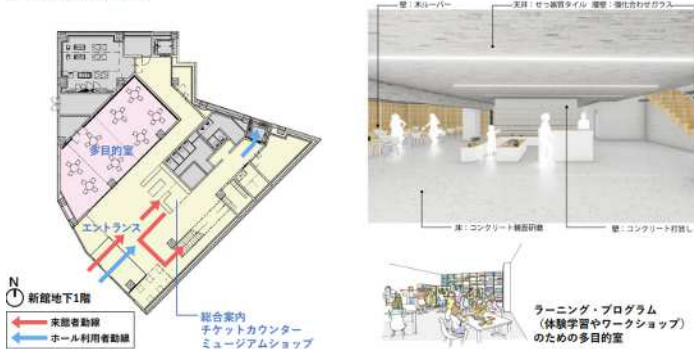 多目的室
エントランス
N
新館地下1階
来館者動線
ホール利用者動線
総合案内
チケットカウンター
ミュージアムショップ
壁:木ルーバー
天井:せっ器質タイル
腰壁:強化合わせガラス
床:コンクリート鏡面研磨
壁:コンクリート打放し
ラーニング・プログラム
(体験学習やワークショップ)
のための多目的室